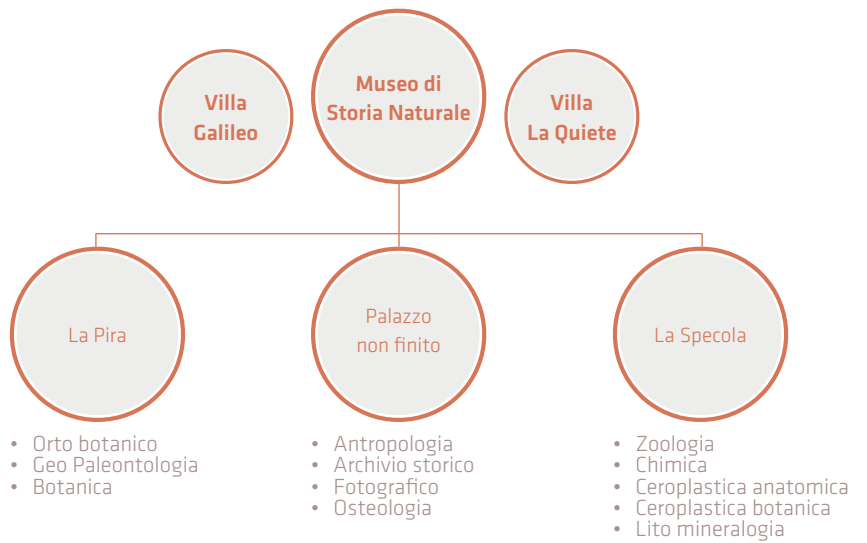 Villa
Galileo
Museo di
Storia Naturale
Villa
La Quiete
La Pira
Palazzo
non finito
La Specola
• Orto botanico
• Geo Paleontologia
• Botanica
• Antropologia
• Archivio storico
• Fotografico
• Osteologia
• Zoologia
• Chimica
• Ceroplastica anatomica
• Ceroplastica botanica
• Lito mineralogia